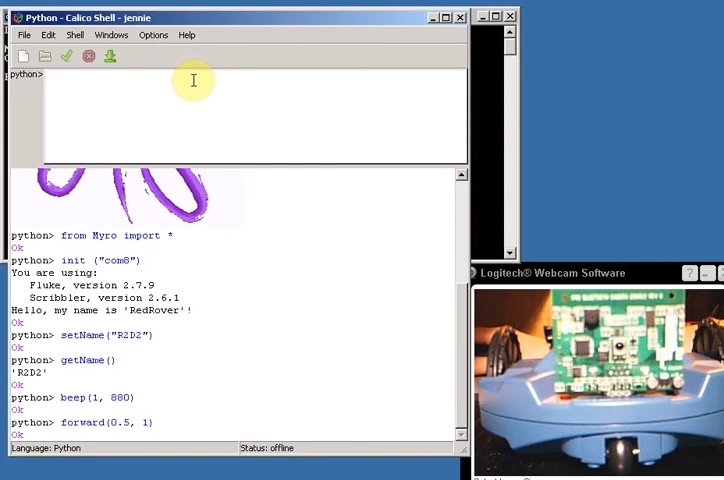 Python - Calico Shell - jennie
File Edit Shell Windows Options Help
python>
python> from Myro import *
Ok
python> init ("com8")
You are using:
Fluke, version 2.7.9
Scribbler, version 2.6.1
Hello, my name is 'RedRover'!
Ok
python> setName("R2D2")
Ok
python> getName()
'R2D2'
Ok
python> beep(1, 880)
Ok
python> forward(0.5, 1)
Ok
Language: Python Status: offline
Logitech® Webcam Software